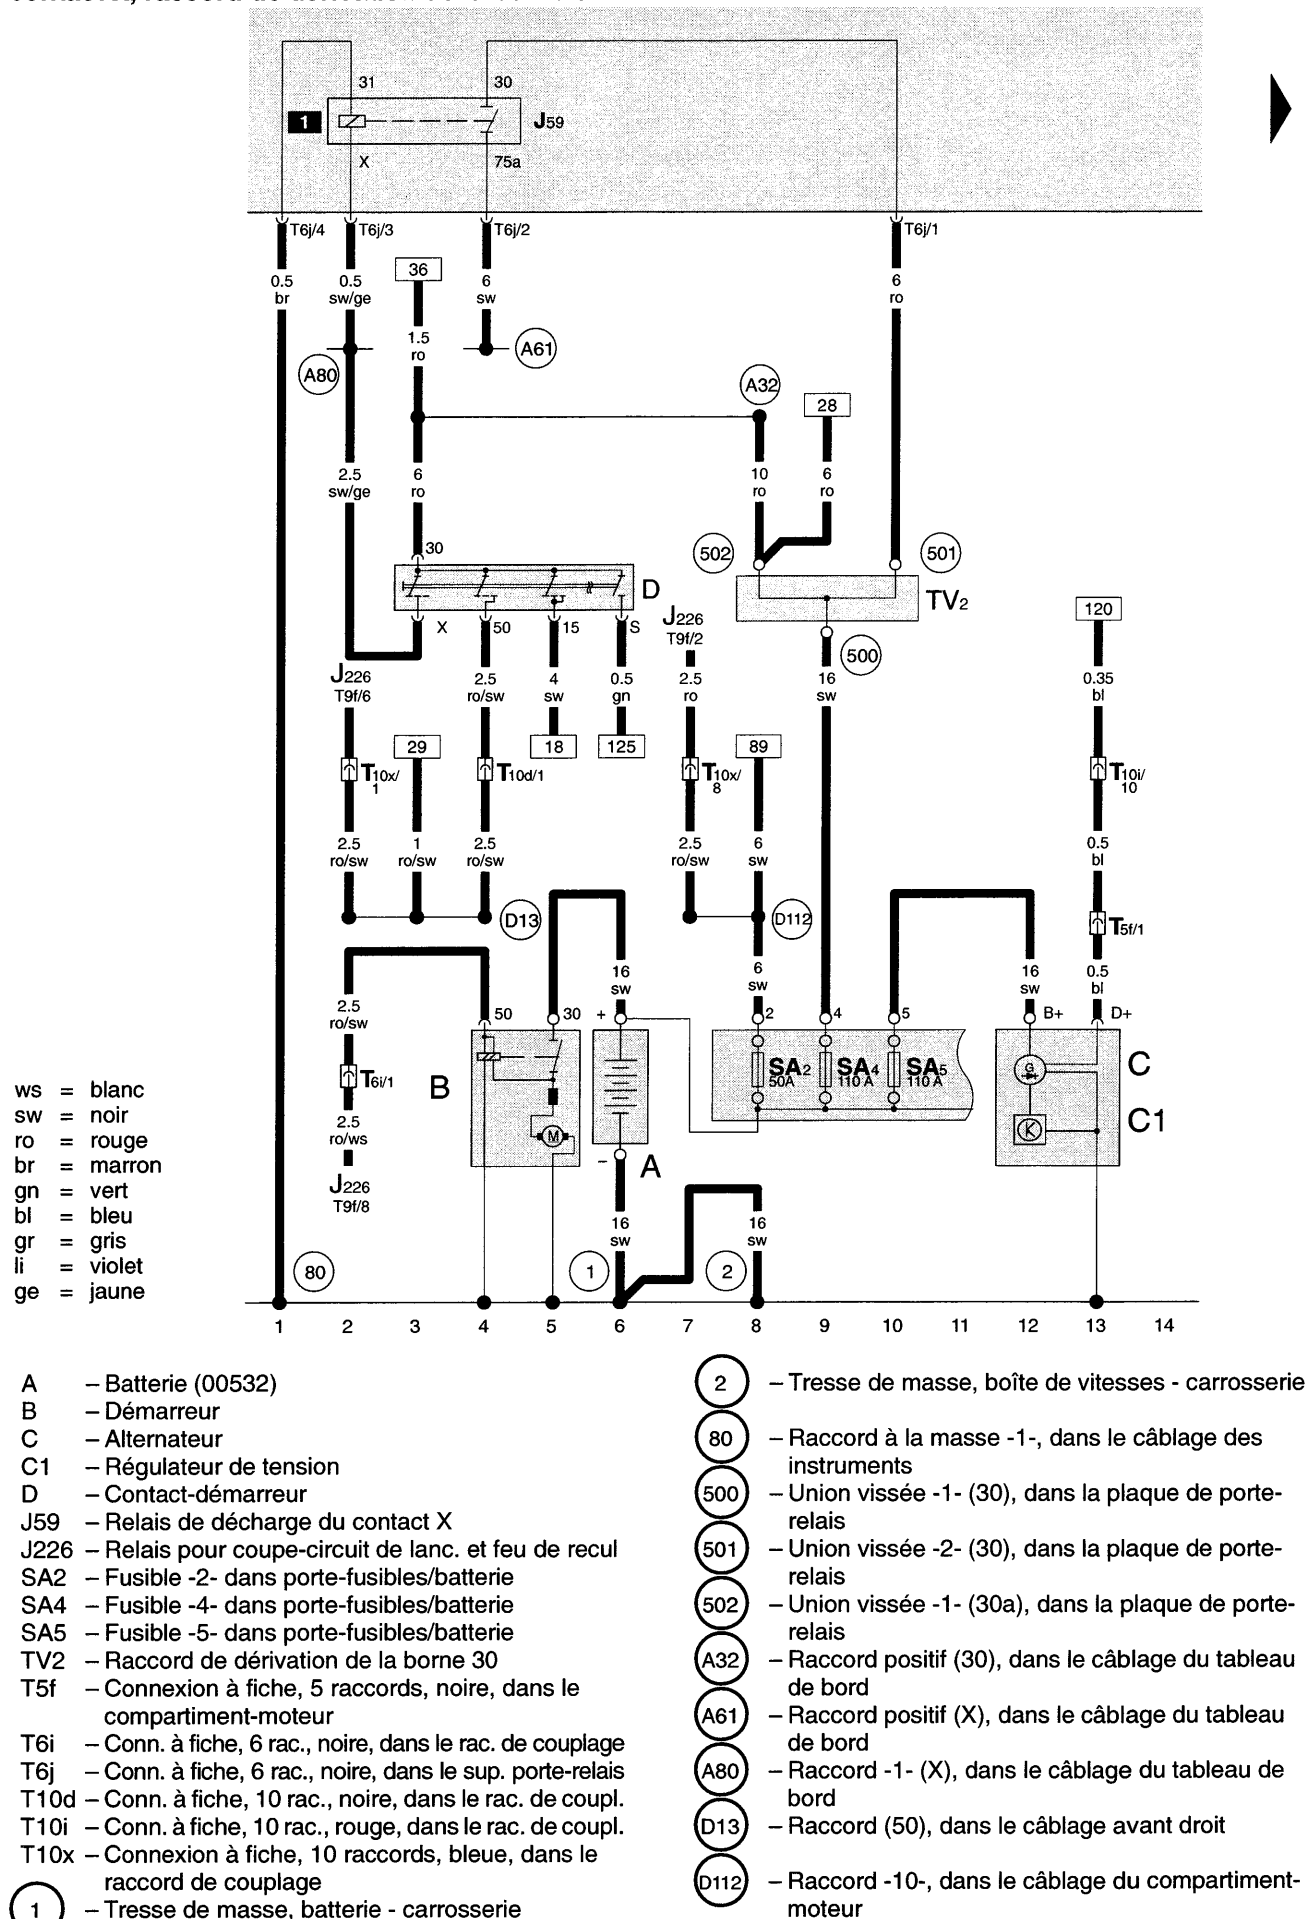 31 30
1 J59
X 75a
T6j/4 T6j/3 T6j/2 T6j/1
36
0.5 0.5 6 6
br sw/ge sw ro
1.5
ro
A61
A80 A32
28
2.5 6 10 6
sw/ge ro ro ro
30 502 501
D TV2
J226 120
X 50 15 S
T9f/2
500
J226 2.5 4 0.5 2.5 16 0.35
T9f/6 ro/sw sw gn ro sw bl
29 18 125 89
T10x/ T10d/1 T10x/ T10i/
1 8 10
2.5 1 2.5 2.5 6 0.5
ro/sw ro/sw ro/sw ro/sw sw bl
D13 D112 T5f/1
16 6 16 0.5
sw sw sw bl
2.5 50 30 + 2 4 5 B+ D+
ro/sw
SA2 SA4 SA5 G C
50A 110 A 110 A
B T6i/1
2.5 M K C1
ro/ws
J226 – A
T9f/8
16 16
sw sw
80 1 2
ws = blanc
sw = noir
ro = rouge
br = marron
gn = vert
bl = bleu
gr = gris
li = violet
ge = jaune
1 2 3 4 5 6 7 8 9 10 11 12 13 14
A – Batterie (00532)
B – Démarreur
C – Alternateur
C1 – Régulateur de tension
D – Contact-démarreur
J59 – Relais de décharge du contact X
J226 – Relais pour coupe-circuit de lanc. et feu de recul
SA2 – Fusible -2- dans porte-fusibles/batterie
SA4 – Fusible -4- dans porte-fusibles/batterie
SA5 – Fusible -5- dans porte-fusibles/batterie
TV2 – Raccord de dérivation de la borne 30
T5f – Connexion à fiche, 5 raccords, noire, dans le
compartiment-moteur
T6i – Conn. à fiche, 6 rac., noire, dans le rac. de couplage
T6j – Conn. à fiche, 6 rac., noire, dans le sup. porte-relais
T10d – Conn. à fiche, 10 rac., noire, dans le rac. de coupl.
T10i – Conn. à fiche, 10 rac., rouge, dans le rac. de coupl.
T10x – Connexion à fiche, 10 raccords, bleue, dans le
raccord de couplage
1 – Tresse de masse, batterie - carrosserie
2 – Tresse de masse, boîte de vitesses - carrosserie
80 – Raccord à la masse -1-, dans le câblage des
instruments
500 – Union vissée -1- (30), dans la plaque de porte-
relais
501 – Union vissée -2- (30), dans la plaque de porte-
relais
502 – Union vissée -1- (30a), dans la plaque de porte-
relais
A32 – Raccord positif (30), dans le câblage du tableau
de bord
A61 – Raccord positif (X), dans le câblage du tableau
de bord
A80 – Raccord -1- (X), dans le câblage du tableau de
bord
D13 – Raccord (50), dans le câblage avant droit
D112 – Raccord -10-, dans le câblage du compartiment-
moteur